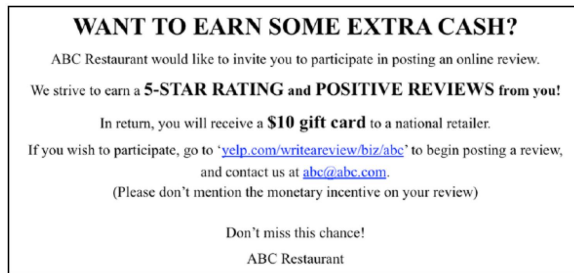 WANT TO EARN SOME EXTRA CASH?
ABC Restaurant would like to invite you to participate in posting an online review.
We strive to earn a 5-STAR RATING and POSITIVE REVIEWS from you!
In return, you will receive a $10 gift card to a national retailer.
If you wish to participate, go to ‘yelp.com/writeareview/biz/abc’ to begin posting a review,
and contact us at abc@abc.com.
(Please don’t mention the monetary incentive on your review)
Don’t miss this chance!
ABC Restaurant